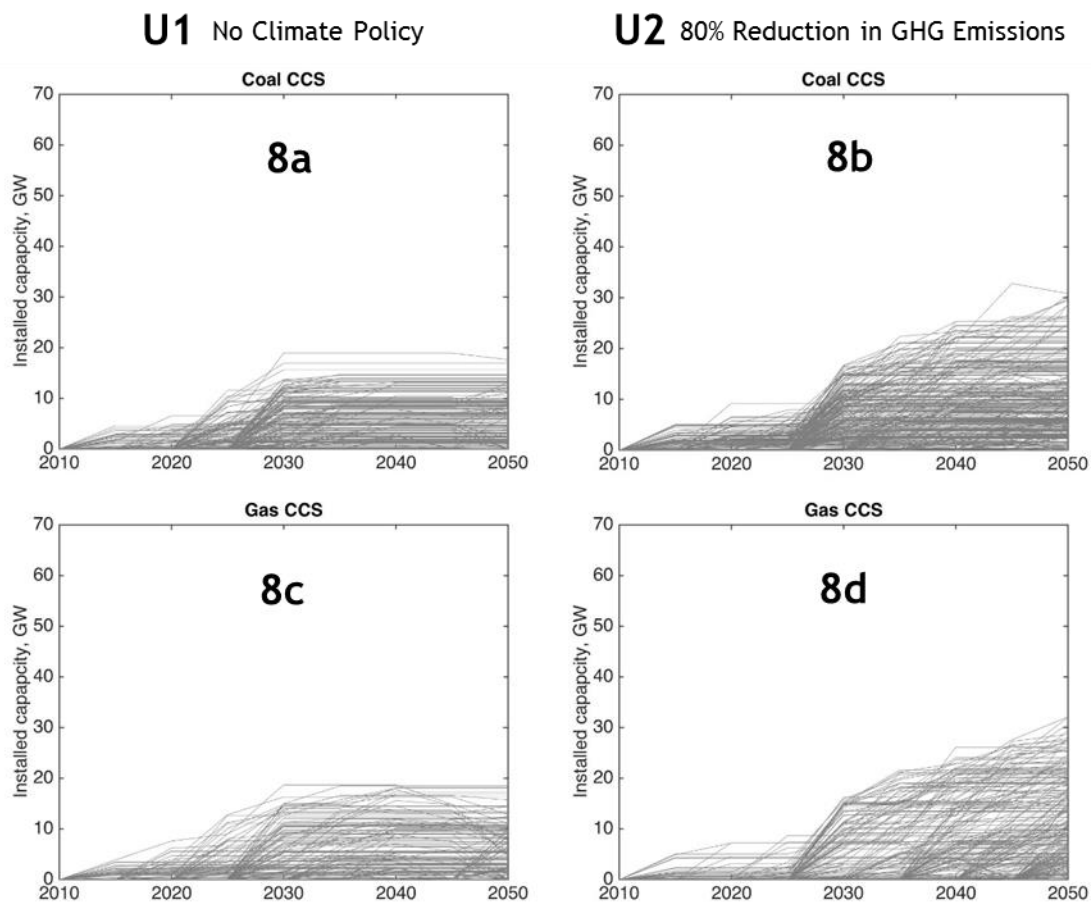 U1 No Climate Policy
U2 80% Reduction in GHG Emissions
Coal CCS
70
60
50
40
30
20
10
0
Installed capapcity, GW
8a
2010 2020 2030 2040 2050
Coal CCS
70
60
50
40
30
20
10
0
Installed capapcity, GW
8b
2010 2020 2030 2040 2050
Gas CCS
70
60
50
40
30
20
10
0
Installed capapcity, GW
8c
2010 2020 2030 2040 2050
Gas CCS
70
60
50
40
30
20
10
0
Installed capapcity, GW
8d
2010 2020 2030 2040 2050